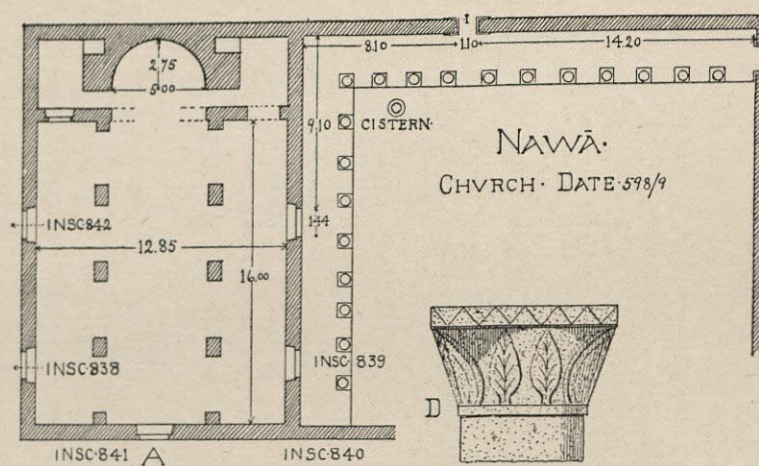 8.10
1.10
14.20
2.75
5.00
9.10
CISTERN·
NAWĀ·
CHVRCH· DATE·598/9
INSC·842
1.44
12.85
16.00
INSC·838
INSC·839
D
INSC·841
A
INSC·840